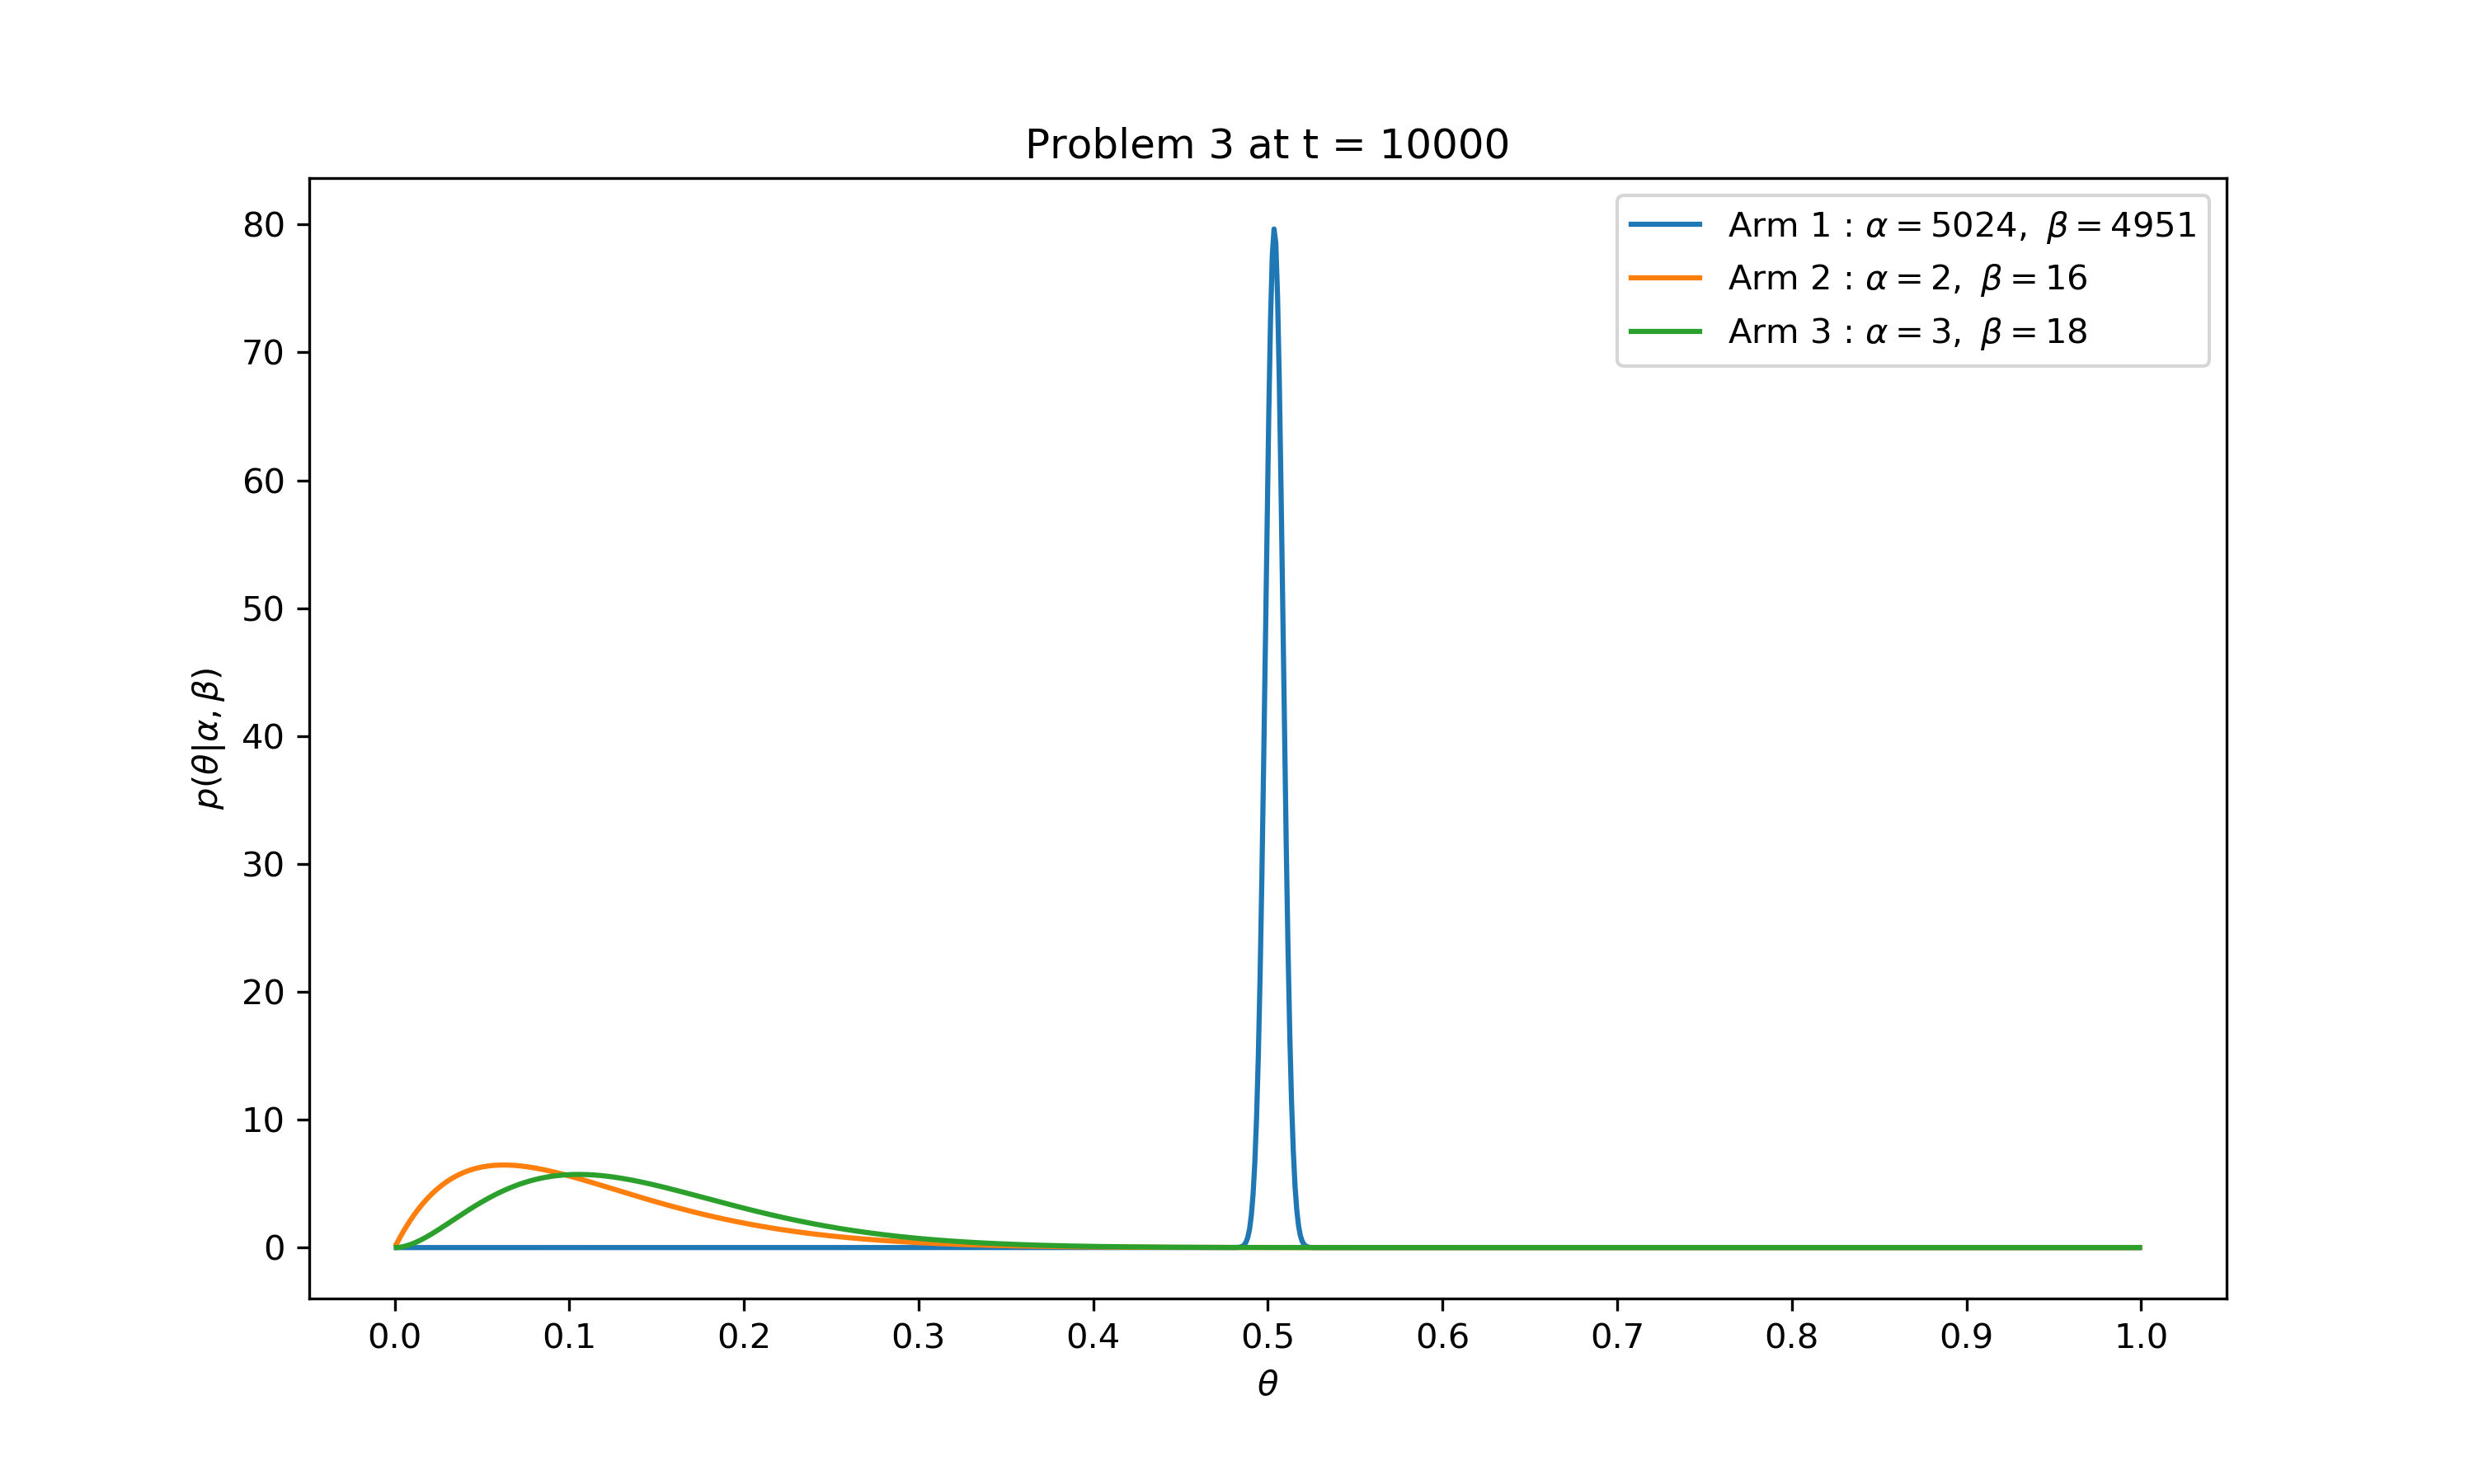 Problem 3 at t = 10000
Arm 1 : α = 5024, β = 4951
Arm 2 : α = 2, β = 16
Arm 3 : α = 3, β = 18
p(θ|α, β)
80
70
60
50
40
30
20
10
0
0.0 0.1 0.2 0.3 0.4 0.5 0.6 0.7 0.8 0.9 1.0
θ